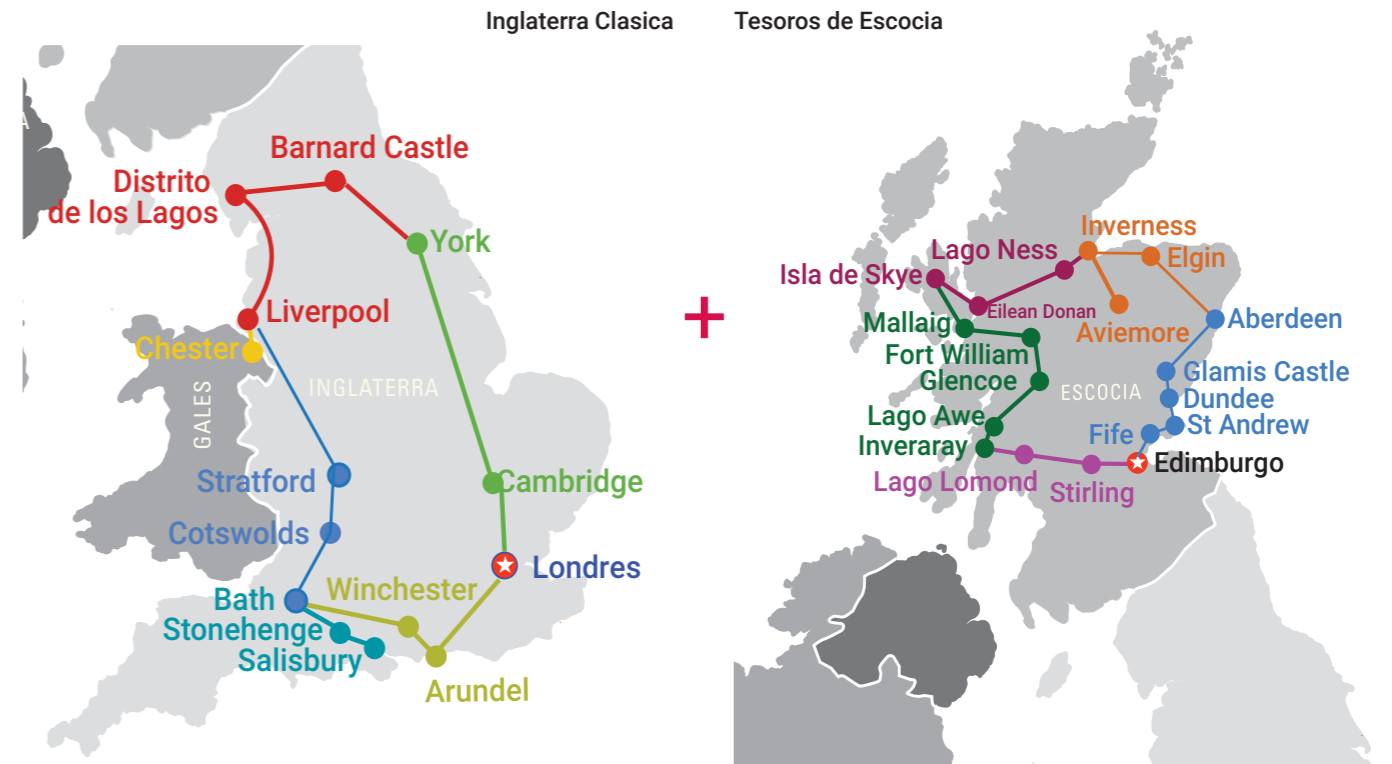 Inglaterra Clasica
Tesoros de Escocia
A
Barnard Castle
Distrito
de los Lagos
York
Liverpool
Chester
INGLATERRA
GALES
Stratford
Cambridge
Cotswolds
Londres
Winchester
Bath
Stonehenge
Salisbury
Arundel
+
Inverness
Lago Ness
Elgin
Isla de Skye
Eilean Donan
Mallaig
Aviemore
Aberdeen
Fort William
Glencoe
Glamis Castle
ESCOCIA
Dundee
Lago Awe
St Andrew
Fife
Inveraray
Edimburgo
Lago Lomond
Stirling